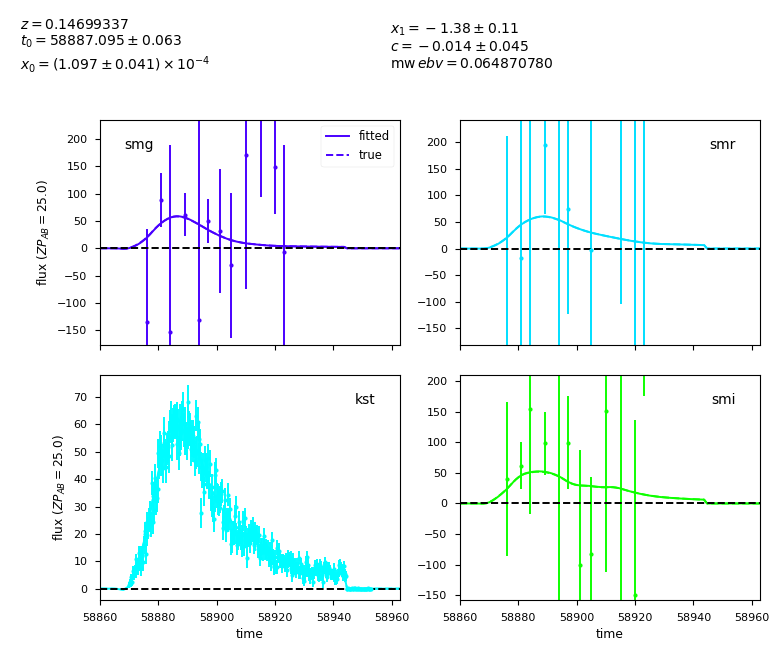 z = 0.14699337
t₀ = 58887.095 ± 0.063
x₀ = (1.097 ± 0.041) × 10⁻⁴
x₁ = −1.38 ± 0.11
c = −0.014 ± 0.045
mw ebv = 0.064870780
smg
fitted
true
200
150
100
50
0
−50
−100
−150
flux (ZP_AB = 25.0)
smr
200
150
100
50
0
−50
−100
−150
kst
70
60
50
40
30
20
10
0
flux (ZP_AB = 25.0)
58860 58880 58900 58920 58940 58960
time
smi
200
150
100
50
0
−50
−100
−150
58860 58880 58900 58920 58940 58960
time